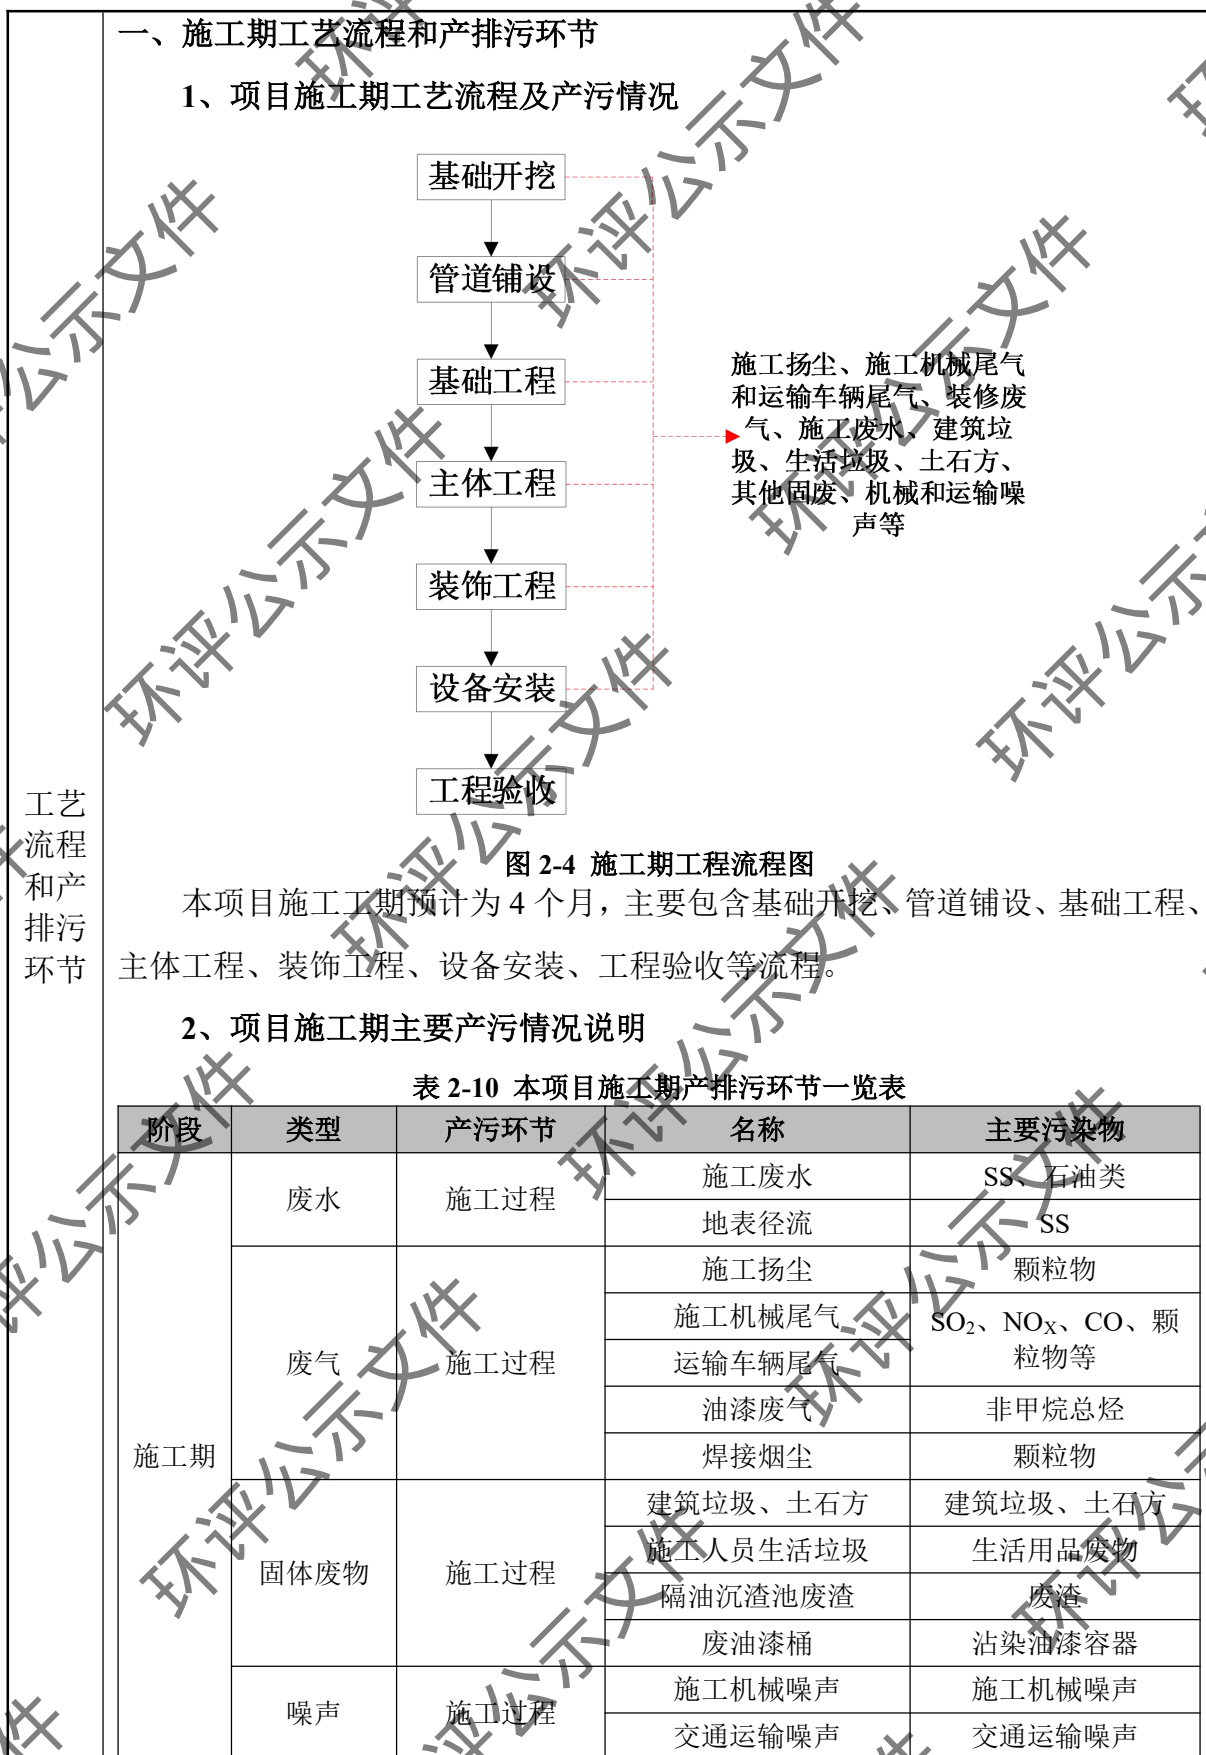 一、施工期工艺流程和产排污环节
1、项目施工期工艺流程及产污情况
基础开挖
管道铺设
基础工程
主体工程
装饰工程
设备安装
工程验收
施工扬尘、施工机械尾气
和运输车辆尾气、装修废
气、施工废水、建筑垃
圾、生活垃圾、土石方、
其他固废、机械和运输噪
声等
图 2-4 施工期工程流程图
工艺
流程
和产
排污
环节
本项目施工工期预计为 4 个月，主要包含基础开挖、管道铺设、基础工程、
主体工程、装饰工程、设备安装、工程验收等流程。
2、项目施工期主要产污情况说明
表 2-10 本项目施工期产排污环节一览表
阶段 类型 产污环节 名称 主要污染物
施工期
废水 施工过程
施工废水 SS、石油类
地表径流 SS
废气 施工过程
施工扬尘 颗粒物
施工机械尾气
运输车辆尾气
SO₂、NOX、CO、颗
粒物等
油漆废气 非甲烷总烃
焊接烟尘 颗粒物
固体废物 施工过程
建筑垃圾、土石方 建筑垃圾、土石方
施工人员生活垃圾 生活用品废物
隔油沉渣池废渣 废渣
废油漆桶 沾染油漆容器
噪声 施工过程
施工机械噪声 施工机械噪声
交通运输噪声 交通运输噪声
环评公示文件